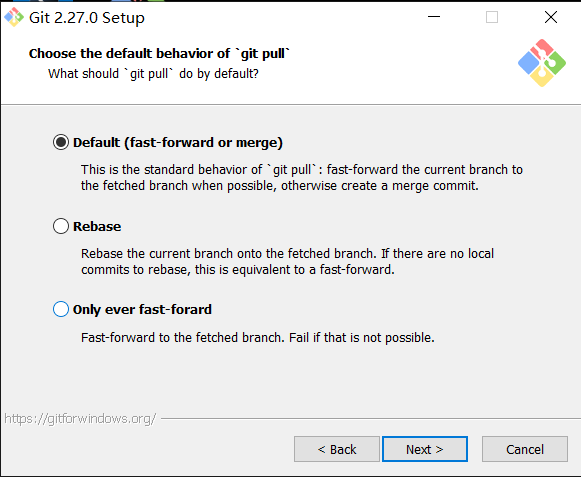 Git 2.27.0 Setup
Choose the default behavior of `git pull`
What should `git pull` do by default?
Default (fast-forward or merge)
This is the standard behavior of `git pull`: fast-forward the current branch to
the fetched branch when possible, otherwise create a merge commit.
Rebase
Rebase the current branch onto the fetched branch. If there are no local
commits to rebase, this is equivalent to a fast-forward.
Only ever fast-forard
Fast-forward to the fetched branch. Fail if that is not possible.
https://gitforwindows.org/
< Back
Next >
Cancel